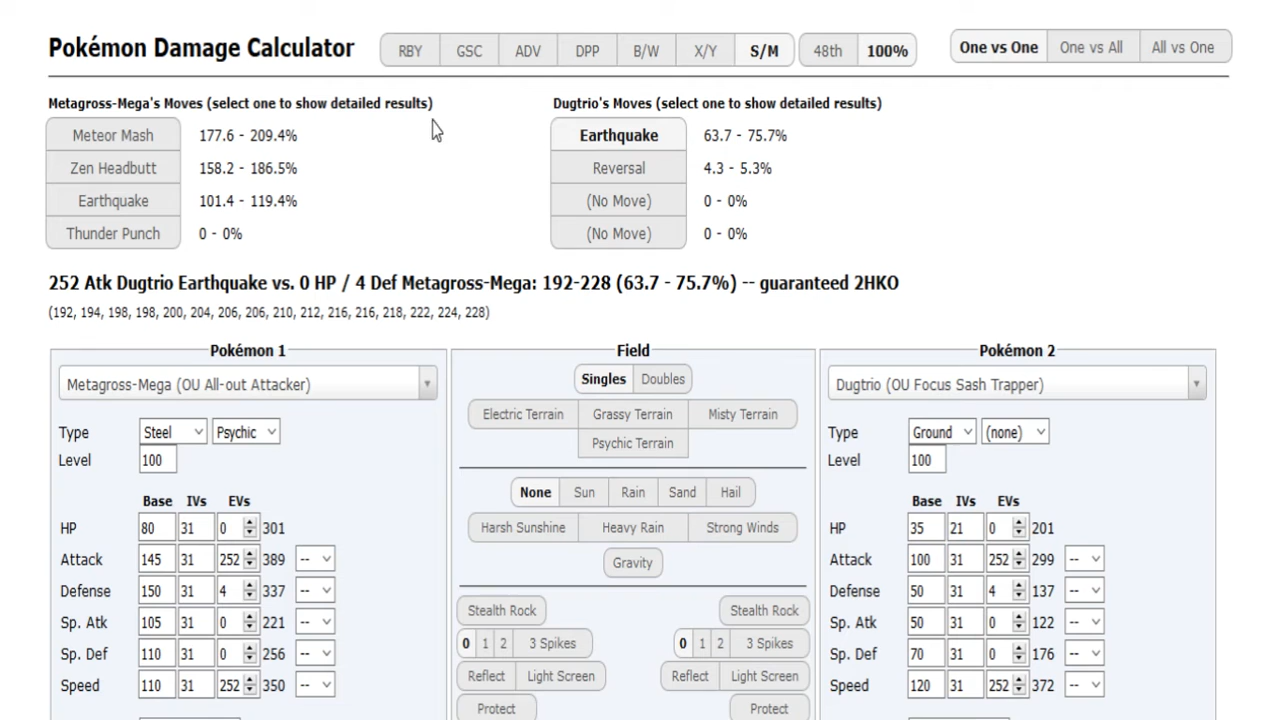 Pokémon Damage Calculator RBY GSC ADV DPP B/W X/Y S/M 48th 100% One vs One One vs All All vs One
Metagross-Mega's Moves (select one to show detailed results) Dugtrio's Moves (select one to show detailed results)
Meteor Mash 177.6 - 209.4% Earthquake 63.7 - 75.7%
Zen Headbutt 158.2 - 186.5% Reversal 4.3 - 5.3%
Earthquake 101.4 - 119.4% (No Move) 0 - 0%
Thunder Punch 0 - 0% (No Move) 0 - 0%
252 Atk Dugtrio Earthquake vs. 0 HP / 4 Def Metagross-Mega: 192-228 (63.7 - 75.7%) -- guaranteed 2HKO
(192, 194, 198, 198, 200, 204, 206, 206, 210, 212, 216, 216, 218, 222, 224, 228)
Pokémon 1 Field Pokémon 2
Metagross-Mega (OU All-out Attacker) Singles Doubles Dugtrio (OU Focus Sash Trapper)
Electric Terrain Grassy Terrain Misty Terrain
Type Steel Psychic Psychic Terrain Type Ground (none)
Level 100 Level 100
None Sun Rain Sand Hail
Base IVs EVs Base IVs EVs
HP 80 31 0 301 Harsh Sunshine Heavy Rain Strong Winds HP 35 21 0 201
Attack 145 31 252 389 -- Gravity Attack 100 31 252 299 --
Defense 150 31 4 337 -- Defense 50 31 4 137 --
Sp. Atk 105 31 0 221 -- Stealth Rock Stealth Rock Sp. Atk 50 31 0 122 --
Sp. Def 110 31 0 256 -- 0 1 2 3 Spikes 0 1 2 3 Spikes Sp. Def 70 31 0 176 --
Speed 110 31 252 350 -- Reflect Light Screen Reflect Light Screen Speed 120 31 252 372 --
Protect Protect